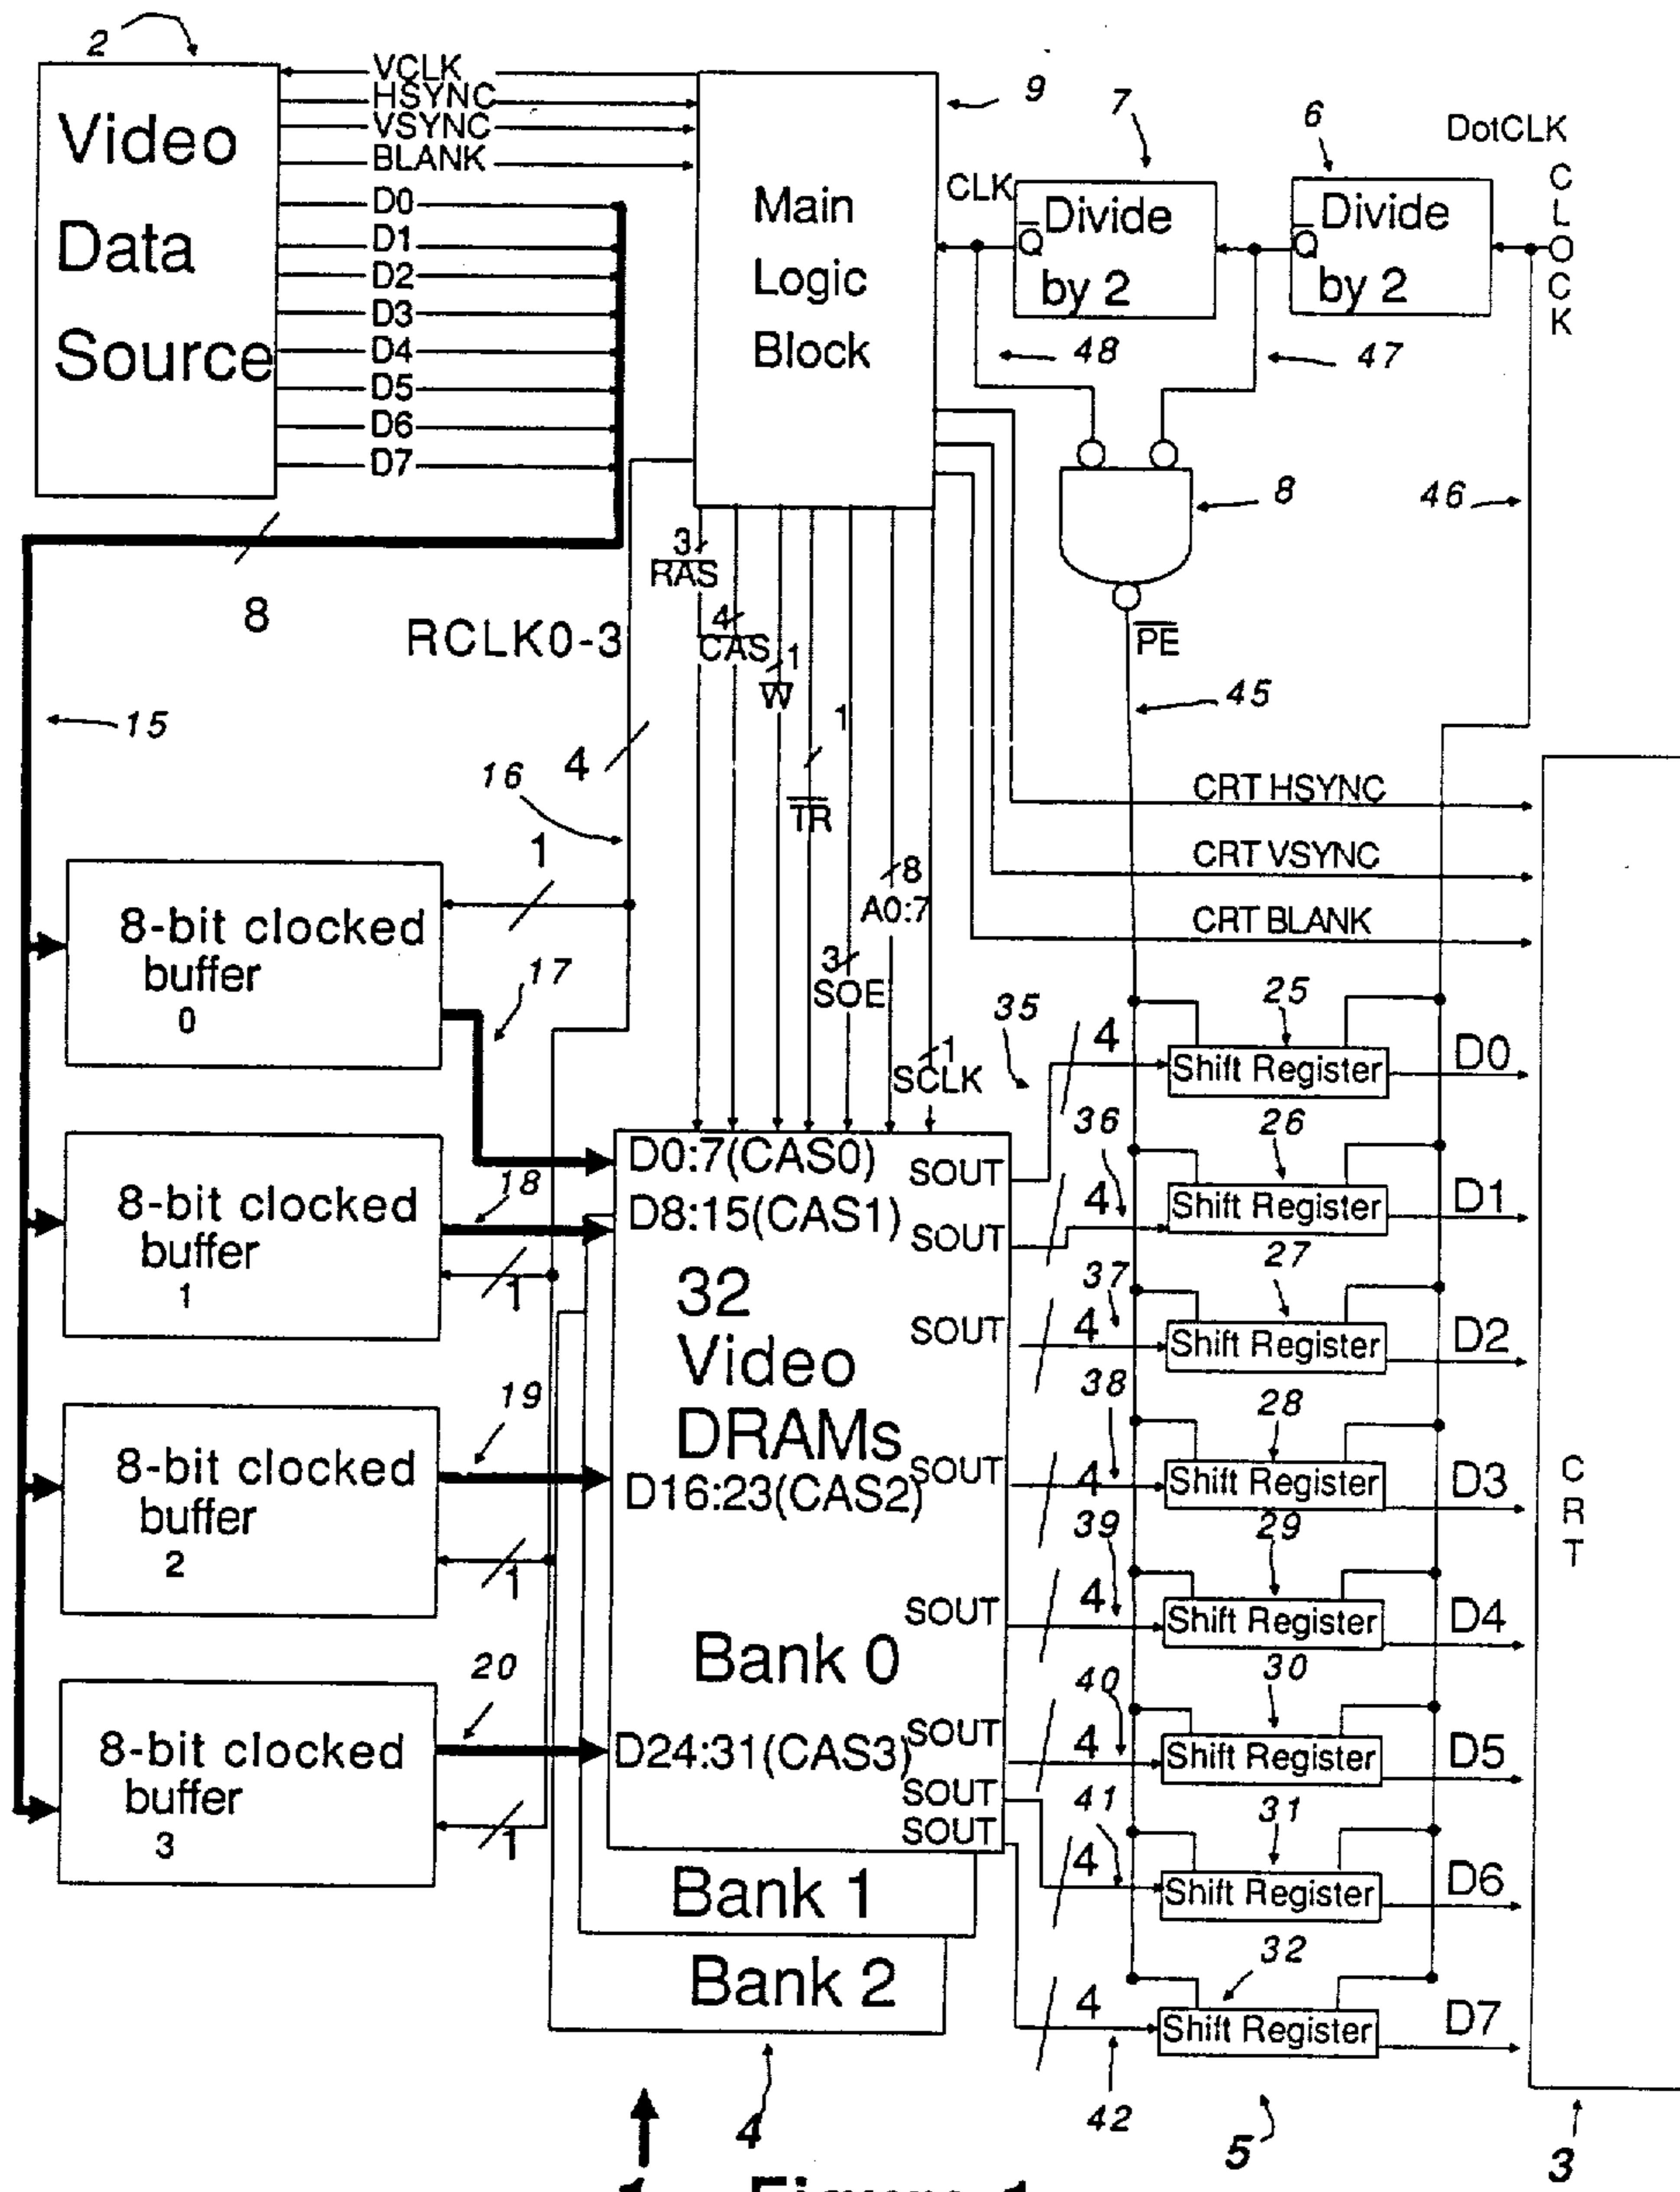 2
Video
Data
Source
VCLK
HSYNC
VSYNC
BLANK
D0
D1
D2
D3
D4
D5
D6
D7
8
Main
Logic
Block
9
CLK
7
Q
Divide
by 2
6
Q
Divide
by 2
DotCLK
CLOCK
48
47
46
8
PE
45
RCLK0-3
4
16
15
3
RAS
4
CAS
1
W
1
TR
3
SOE
8
A0:7
1
SCLK
CRT HSYNC
CRT VSYNC
CRT BLANK
8-bit clocked
buffer
0
1
17
8-bit clocked
buffer
1
1
18
8-bit clocked
buffer
2
1
19
8-bit clocked
buffer
3
1
20
D0:7(CAS0)
D8:15(CAS1)
32
Video
DRAMs
D16:23(CAS2)
Bank 0
D24:31(CAS3)
Bank 1
Bank 2
SOUT
SOUT
SOUT
SOUT
SOUT
SOUT
SOUT
SOUT
35
4
25
Shift Register
D0
36
4
26
Shift Register
D1
37
4
27
Shift Register
D2
38
4
28
Shift Register
D3
39
4
29
Shift Register
D4
40
4
30
Shift Register
D5
41
4
31
Shift Register
D6
42
4
32
Shift Register
D7
CRT
4
5
3
1
Figure 1